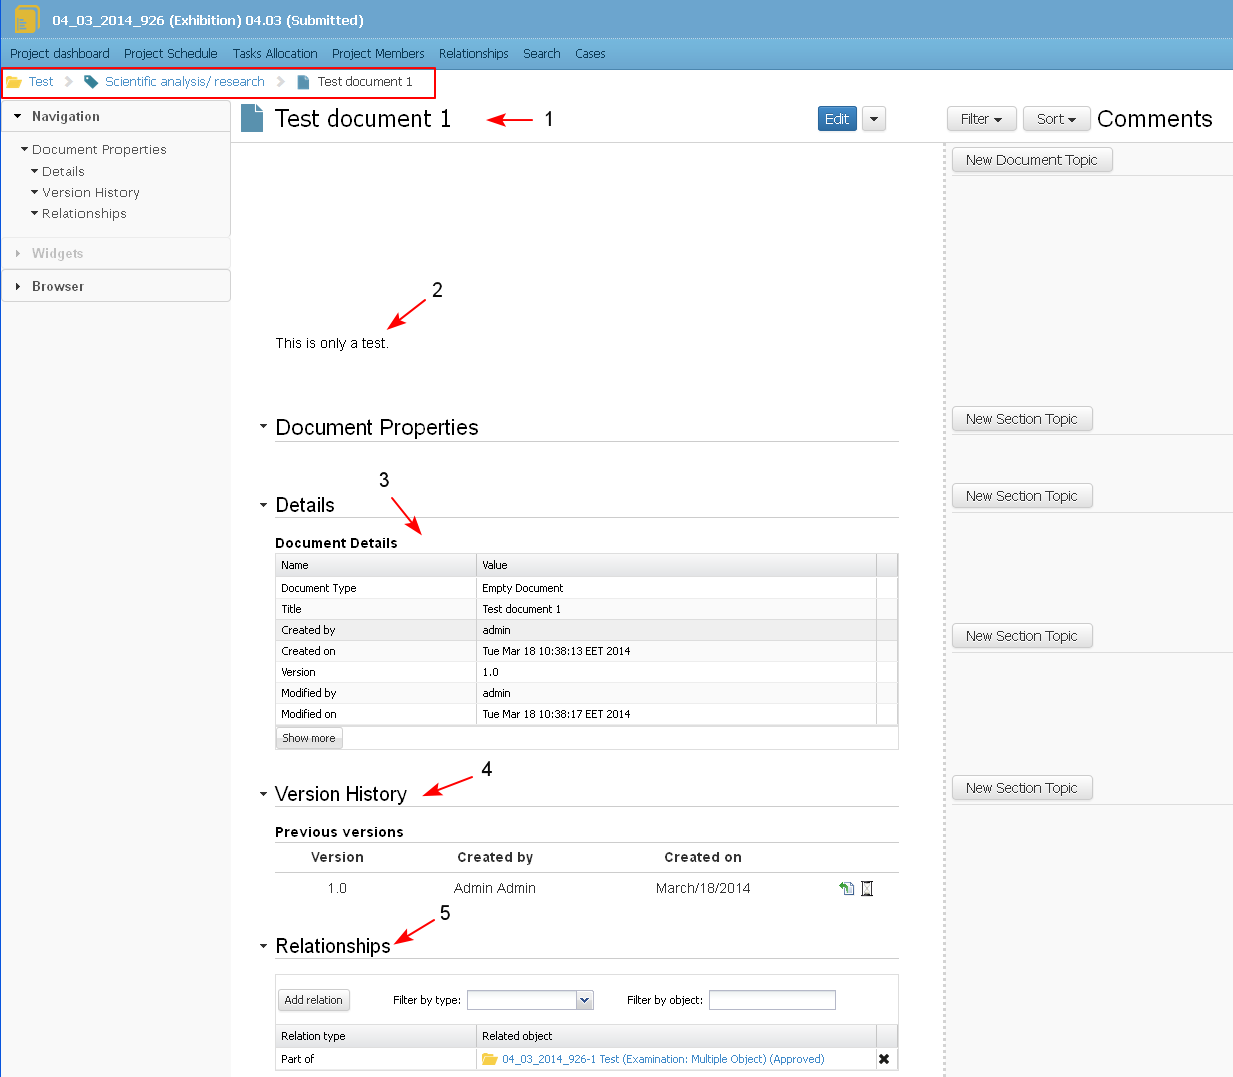 04_03_2014_926 (Exhibition) 04.03 (Submitted)
Project dashboard Project Schedule Tasks Allocation Project Members Relationships Search Cases
Test Scientific analysis/ research Test document 1
Navigation
Document Properties
Details
Version History
Relationships
Widgets
Browser
Test document 1
1
Edit
Filter Sort Comments
New Document Topic
2
This is only a test.
Document Properties
New Section Topic
3
Details
New Section Topic
Document Details
Name Value
Document Type Empty Document
Title Test document 1
Created by admin
Created on Tue Mar 18 10:38:13 EET 2014
Version 1.0
Modified by admin
Modified on Tue Mar 18 10:38:17 EET 2014
Show more
New Section Topic
4
Version History
New Section Topic
Previous versions
Version Created by Created on
1.0 Admin Admin March/18/2014
5
Relationships
Add relation Filter by type: Filter by object:
Relation type Related object
Part of 04_03_2014_926-1 Test (Examination: Multiple Object) (Approved)